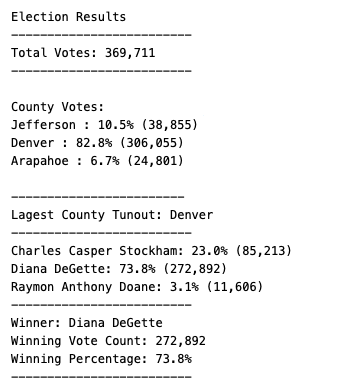 Election Results
-------------------------
Total Votes: 369,711
-------------------------
County Votes:
Jefferson : 10.5% (38,855)
Denver : 82.8% (306,055)
Arapahoe : 6.7% (24,801)
------------------------
Lagest County Tunout: Denver
-------------------------
Charles Casper Stockham: 23.0% (85,213)
Diana DeGette: 73.8% (272,892)
Raymon Anthony Doane: 3.1% (11,606)
-------------------------
Winner: Diana DeGette
Winning Vote Count: 272,892
Winning Percentage: 73.8%
-------------------------